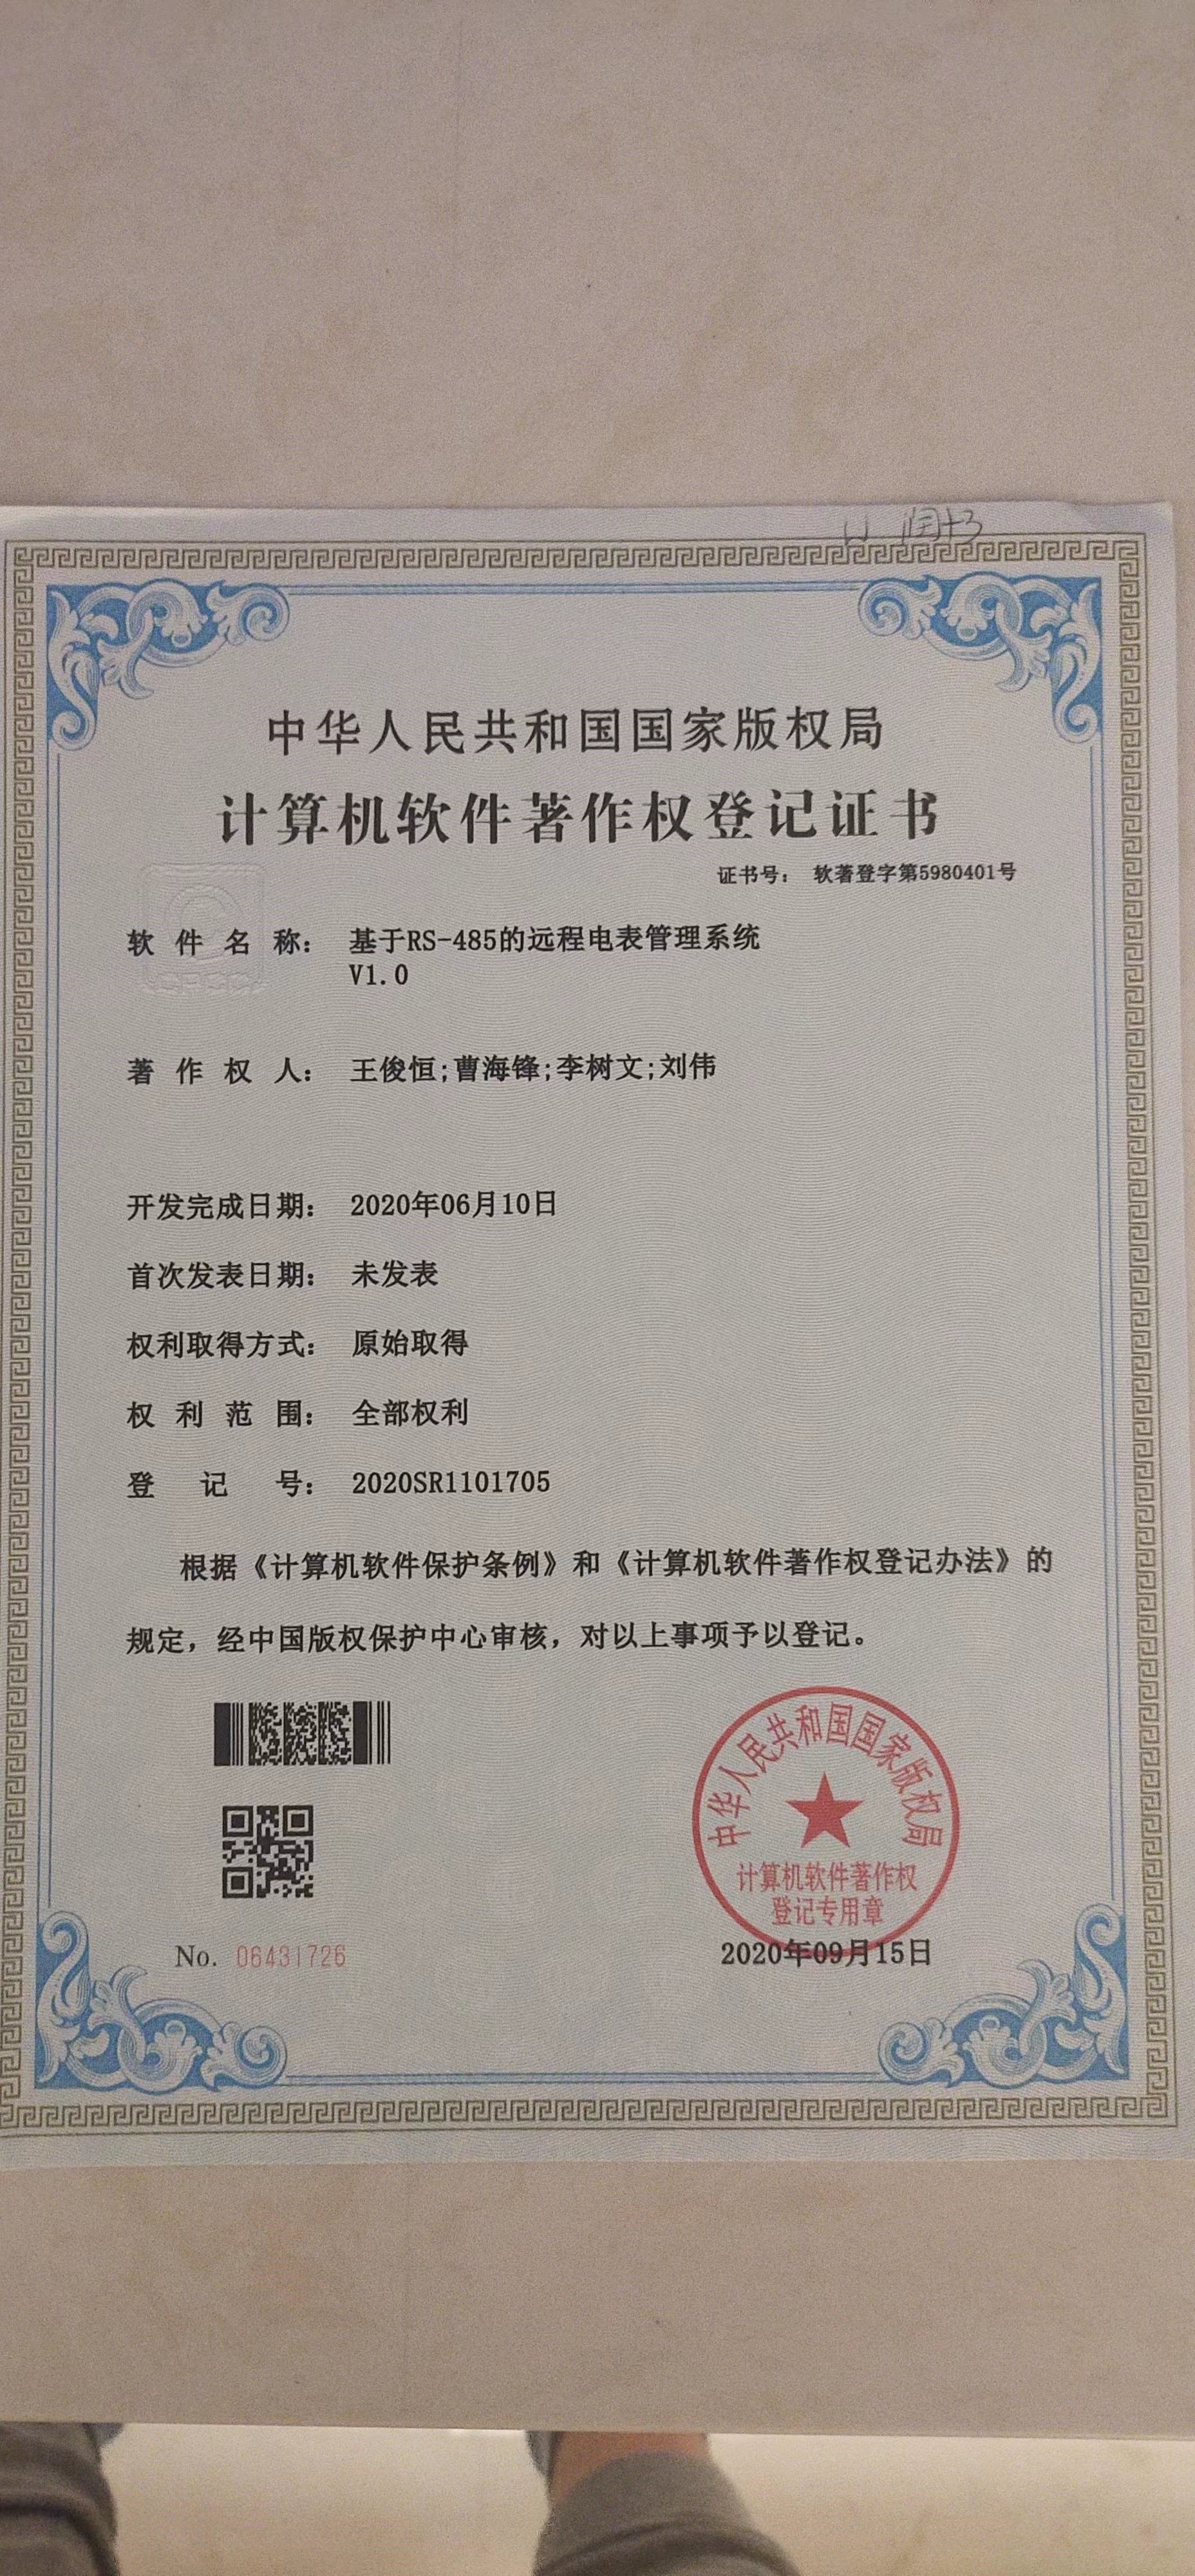 中华人民共和国国家版权局
计算机软件著作权登记证书
证书号： 软著登字第5980401号
软件名称： 基于RS-485的远程电表管理系统
V1.0
著作权人： 王俊恒;曹海锋;李树文;刘伟
开发完成日期： 2020年06月10日
首次发表日期： 未发表
权利取得方式： 原始取得
权利范围： 全部权利
登记号： 2020SR1101705
根据《计算机软件保护条例》和《计算机软件著作权登记办法》的
规定，经中国版权保护中心审核，对以上事项予以登记。
中华人民共和国国家版权局
计算机软件著作权
登记专用章
No. 06431726
2020年09月15日